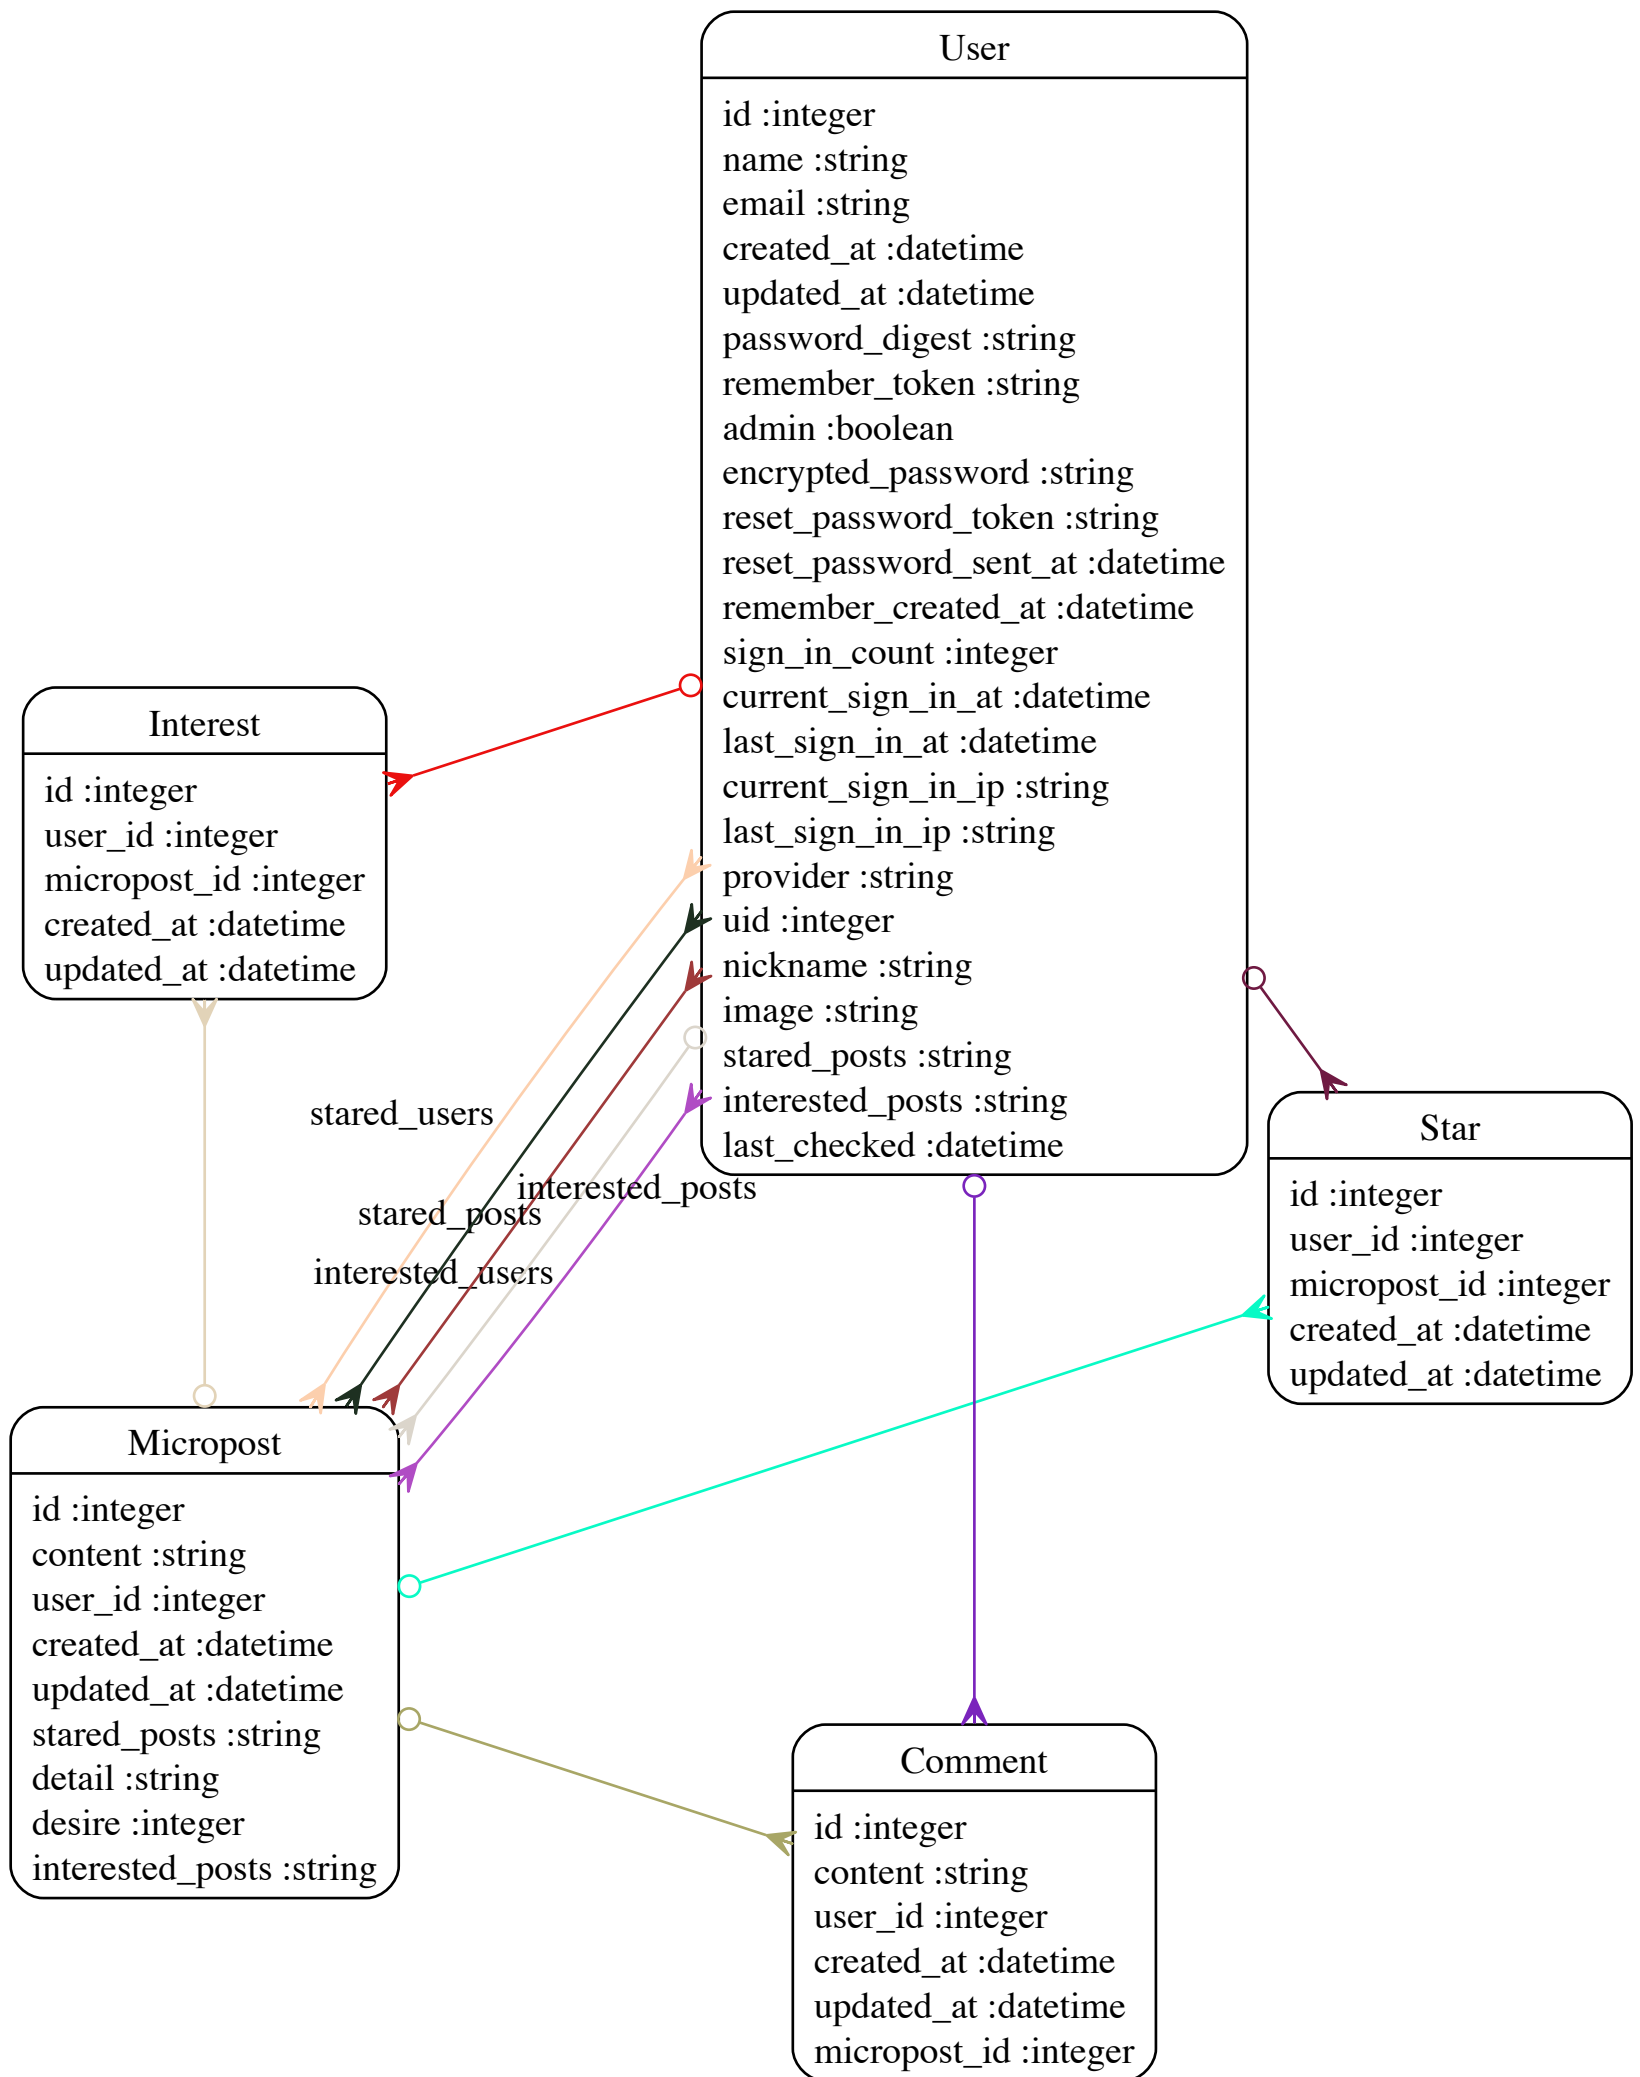 User
id :integer
name :string
email :string
created_at :datetime
updated_at :datetime
password_digest :string
remember_token :string
admin :boolean
encrypted_password :string
reset_password_token :string
reset_password_sent_at :datetime
remember_created_at :datetime
sign_in_count :integer
current_sign_in_at :datetime
last_sign_in_at :datetime
current_sign_in_ip :string
last_sign_in_ip :string
provider :string
uid :integer
nickname :string
image :string
stared_posts :string
interested_posts :string
last_checked :datetime
Interest
id :integer
user_id :integer
micropost_id :integer
created_at :datetime
updated_at :datetime
stared_users
interested_posts
stared_posts
interested_users
Star
id :integer
user_id :integer
micropost_id :integer
created_at :datetime
updated_at :datetime
Micropost
id :integer
content :string
user_id :integer
created_at :datetime
updated_at :datetime
stared_posts :string
detail :string
desire :integer
interested_posts :string
Comment
id :integer
content :string
user_id :integer
created_at :datetime
updated_at :datetime
micropost_id :integer